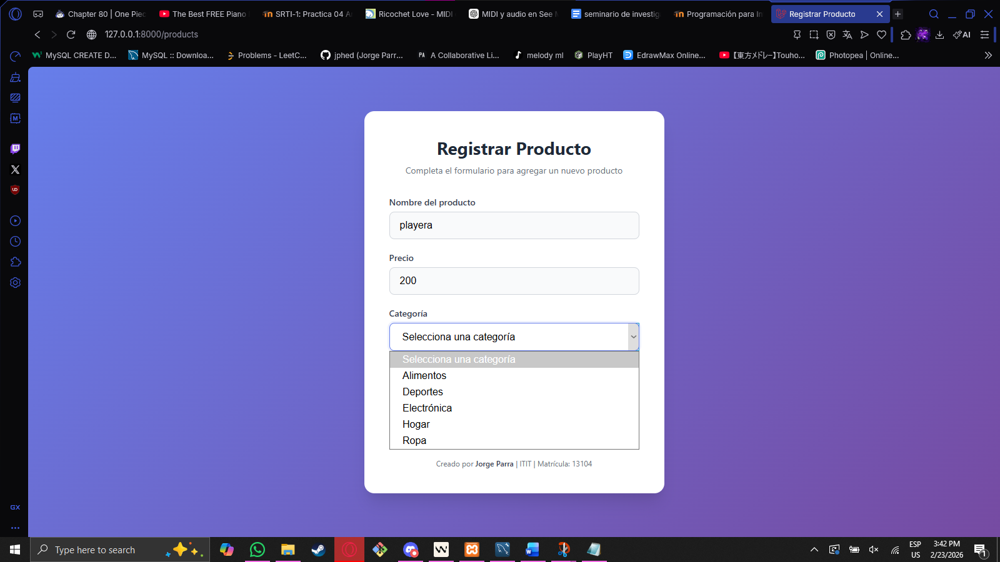 Chapter 80 | One Piec
The Best FREE Piano
SRTI-1: Practica 04 A
Ricochet Love - MIDI
MIDI y audio en See M
seminario de investig
Programación para In
Registrar Producto
127.0.0.1:8000/products
AI
MySQL CREATE D...
MySQL :: Downloa...
Problems - LeetC...
jphed (Jorge Parr...
PA A Collaborative Li...
melody ml
PlayHT
EdrawMax Online...
【東方メドレー】Touho...
Photopea | Online...
Registrar Producto
Completa el formulario para agregar un nuevo producto
Nombre del producto
playera
Precio
200
Categoría
Selecciona una categoría
Selecciona una categoría
Alimentos
Deportes
Electrónica
Hogar
Ropa
Creado por Jorge Parra | ITIT | Matrícula: 13104
GX
Type here to search
ESP
US
3:42 PM
2/23/2026
1